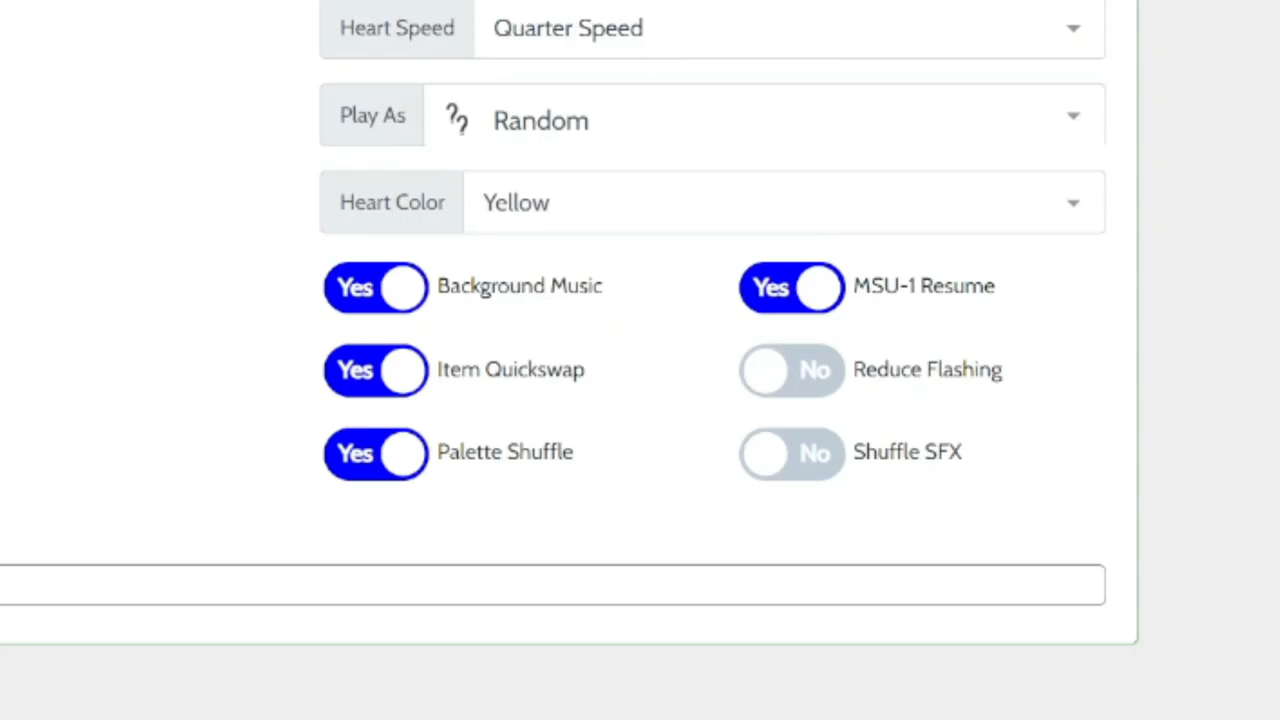 Heart Speed Quarter Speed
Play As ?? Random
Heart Color Yellow
Yes Background Music Yes MSU-1 Resume
Yes Item Quickswap No Reduce Flashing
Yes Palette Shuffle No Shuffle SFX